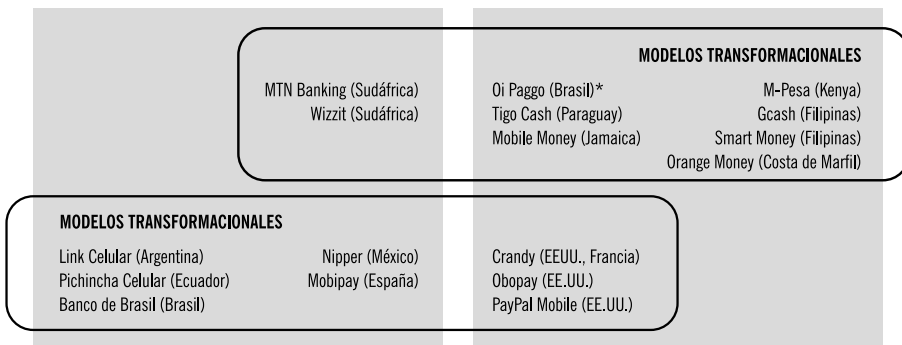 MODELOS TRANSFORMACIONALES
MTN Banking (Sudáfrica)
Wizzit (Sudáfrica)
Oi Paggo (Brasil)*
Tigo Cash (Paraguay)
Mobile Money (Jamaica)
M-Pesa (Kenya)
Gcash (Filipinas)
Smart Money (Filipinas)
Orange Money (Costa de Marfil)
MODELOS TRANSFORMACIONALES
Link Celular (Argentina)
Pichincha Celular (Ecuador)
Banco de Brasil (Brasil)
Nipper (México)
Mobipay (España)
Crandy (EEUU., Francia)
Obopay (EE.UU.)
PayPal Mobile (EE.UU.)